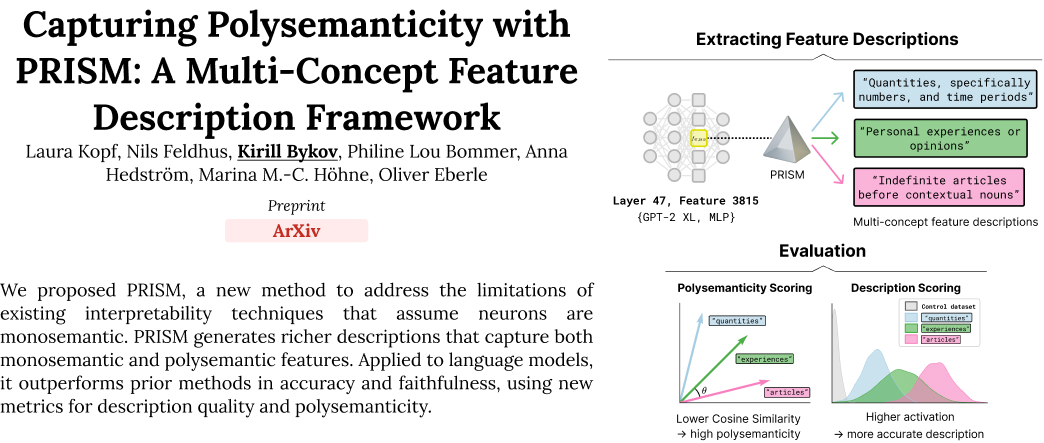 Capturing Polysemanticity with
PRISM: A Multi-Concept Feature
Description Framework
Laura Kopf, Nils Feldhus, Kirill Bykov, Philine Lou Bommer, Anna
Hedström, Marina M.-C. Höhne, Oliver Eberle
Preprint
ArXiv
We proposed PRISM, a new method to address the limitations of
existing interpretability techniques that assume neurons are
monosemantic. PRISM generates richer descriptions that capture both
monosemantic and polysemantic features. Applied to language models,
it outperforms prior methods in accuracy and faithfulness, using new
metrics for description quality and polysemanticity.
Extracting Feature Descriptions
"Quantities, specifically
numbers, and time periods"
"Personal experiences or
opinions"
"Indefinite articles
before contextual nouns"
PRISM
Layer 47, Feature 3815
{GPT-2 XL, MLP}
Multi-concept feature descriptions
Evaluation
Polysemanticity Scoring
"quantities"
"experiences"
"articles"
θ
Lower Cosine Similarity
→ high polysemanticity
Description Scoring
Control dataset
"quantities"
"experiences"
"articles"
Higher activation
→ more accurate description